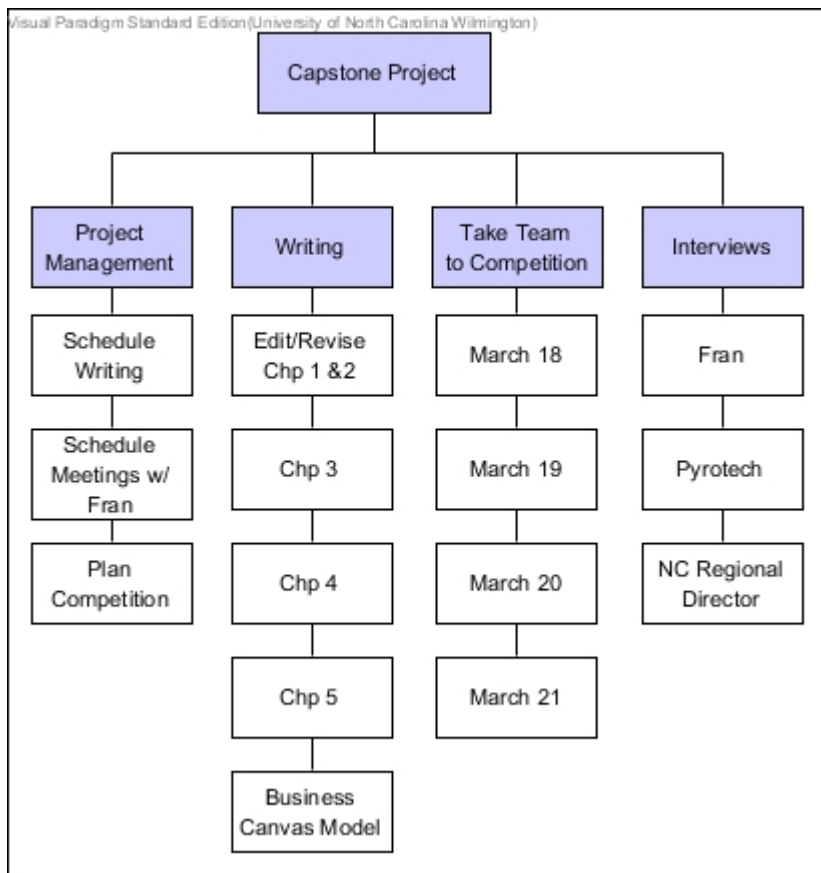 Visual Paradigm Standard Edition(University of North Carolina Wilmington)
Capstone Project
Project
Management
Schedule
Writing
Schedule
Meetings w/
Fran
Plan
Competition
Writing
Edit/Revise
Chp 1 &2
Chp 3
Chp 4
Chp 5
Business
Canvas Model
Take Team
to Competition
March 18
March 19
March 20
March 21
Interviews
Fran
Pyrotech
NC Regional
Director